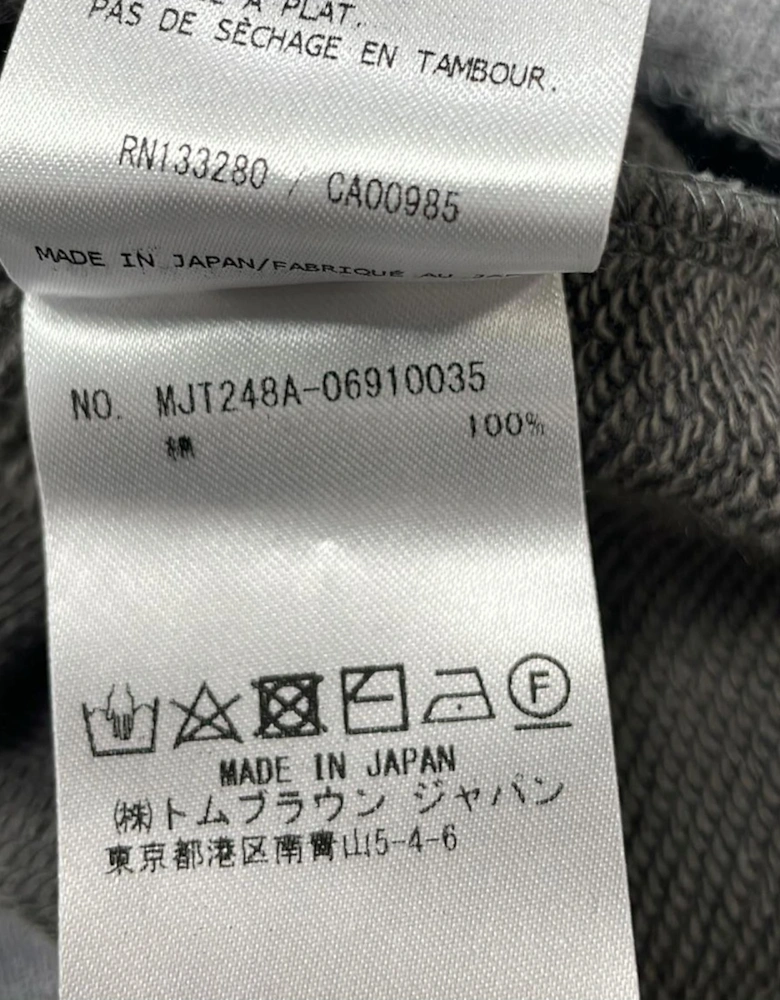 À PLAT.
PAS DE SÈCHAGE EN TAMBOUR.
RN133280 / CA00985
MADE IN JAPAN/FABRIQUÉ AU JAP
NO. MJT248A-06910035
綿 100%
F
MADE IN JAPAN
㈱トムブラウン ジャパン
東京都港区南青山5-4-6